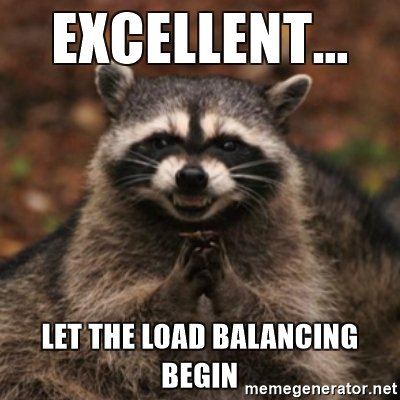 EXCELLENT...
LET THE LOAD BALANCING
BEGIN
memegenerator.net